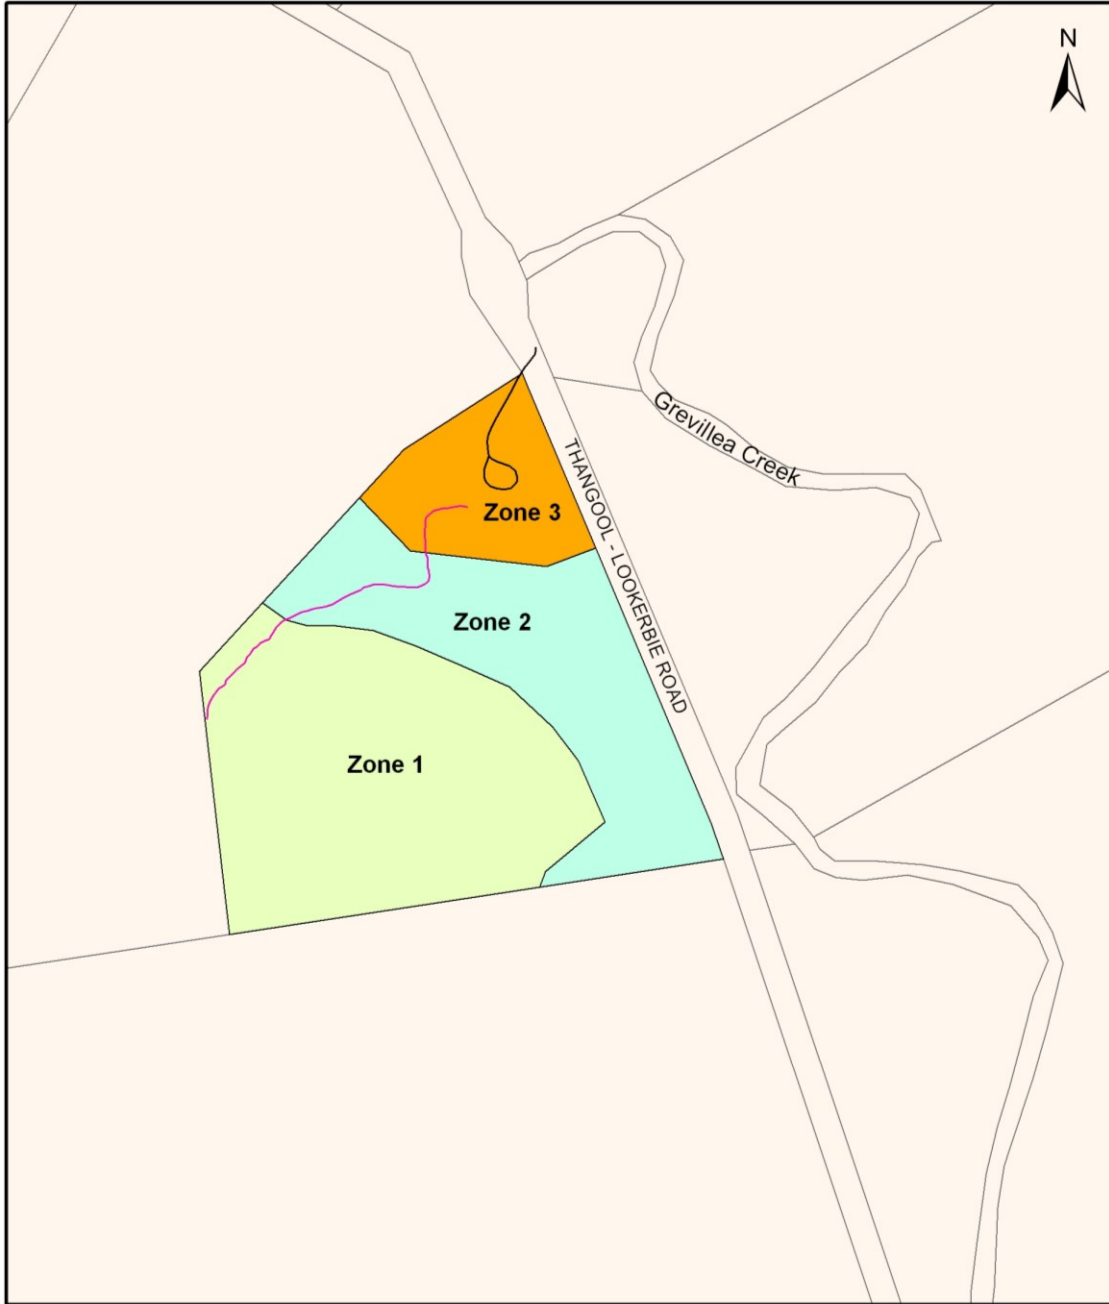 N
Grevillea Creek
THANGOOL - LOOKERBIE ROAD
Zone 3
Zone 2
Zone 1